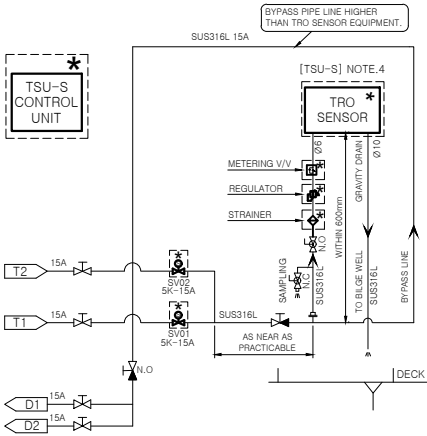 BYPASS PIPE LINE HIGHER
THAN TRO SENSOR EQUIPMENT.
SUS316L 15A
[TSU-S] NOTE.4
*
TSU-S
CONTROL
UNIT
TRO *
SENSOR
Ø6
Ø10
METERING V/V
*
REGULATOR
*
STRAINER
*
N.O
WITHIN 600mm
GRAVITY DRAIN
TO BILGE WELL
SUS316L
BYPASS LINE
SAMPLING
N.C
SUS316L
T2
15A
*
SV02
5K-15A
T1
15A
*
SV01
5K-15A
SUS316L
AS NEAR AS
PRACTICABLE
N.O
DECK
D1
15A
D2
15A